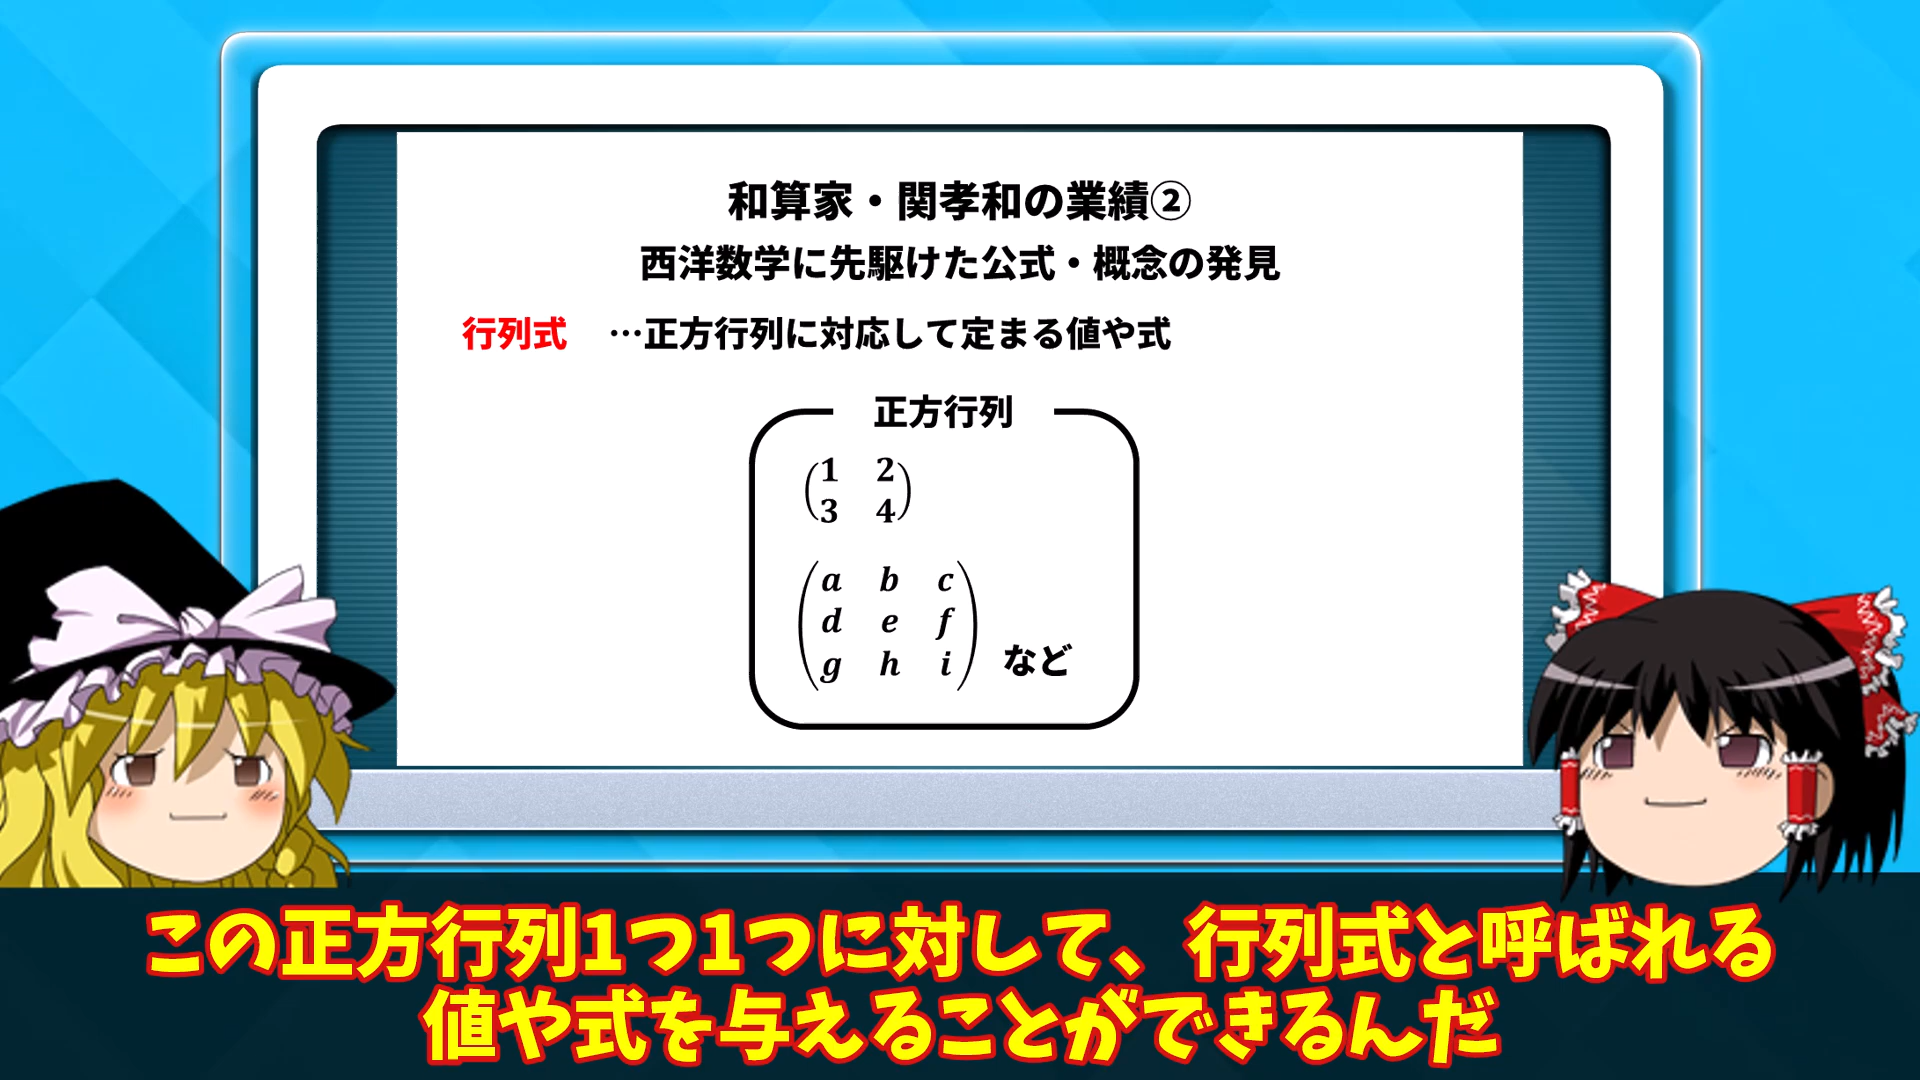 和算家・関孝和の業績②
西洋数学に先駆けた公式・概念の発見
行列式 …正方行列に対応して定まる値や式
正方行列
1 2
3 4
a b c
d e f
g h i など
この正方行列1つ1つに対して、行列式と呼ばれる
値や式を与えることができるんだ